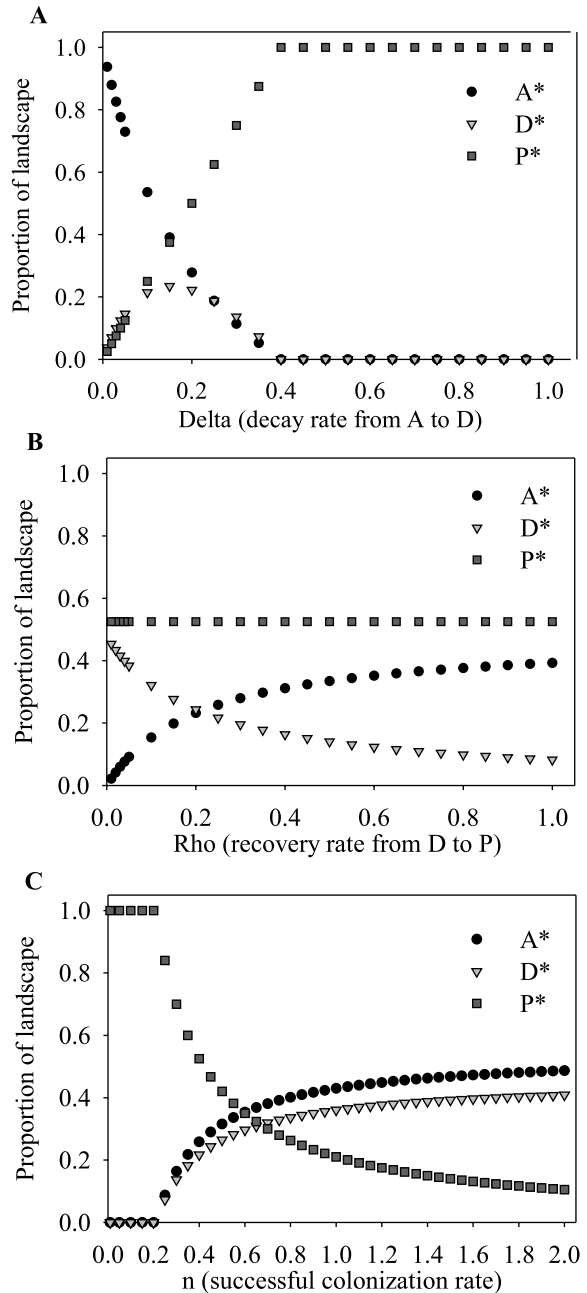 A
1.0
0.8
0.6
0.4
0.2
0.0
Proportion of landscape
A*
D*
P*
0.0 0.2 0.4 0.6 0.8 1.0
Delta (decay rate from A to D)
B
1.0
0.8
0.6
0.4
0.2
0.0
Proportion of landscape
A*
D*
P*
0.0 0.2 0.4 0.6 0.8 1.0
Rho (recovery rate from D to P)
C
1.0
0.8
0.6
0.4
0.2
0.0
Proportion of landscape
A*
D*
P*
0.0 0.2 0.4 0.6 0.8 1.0 1.2 1.4 1.6 1.8 2.0
n (successful colonization rate)